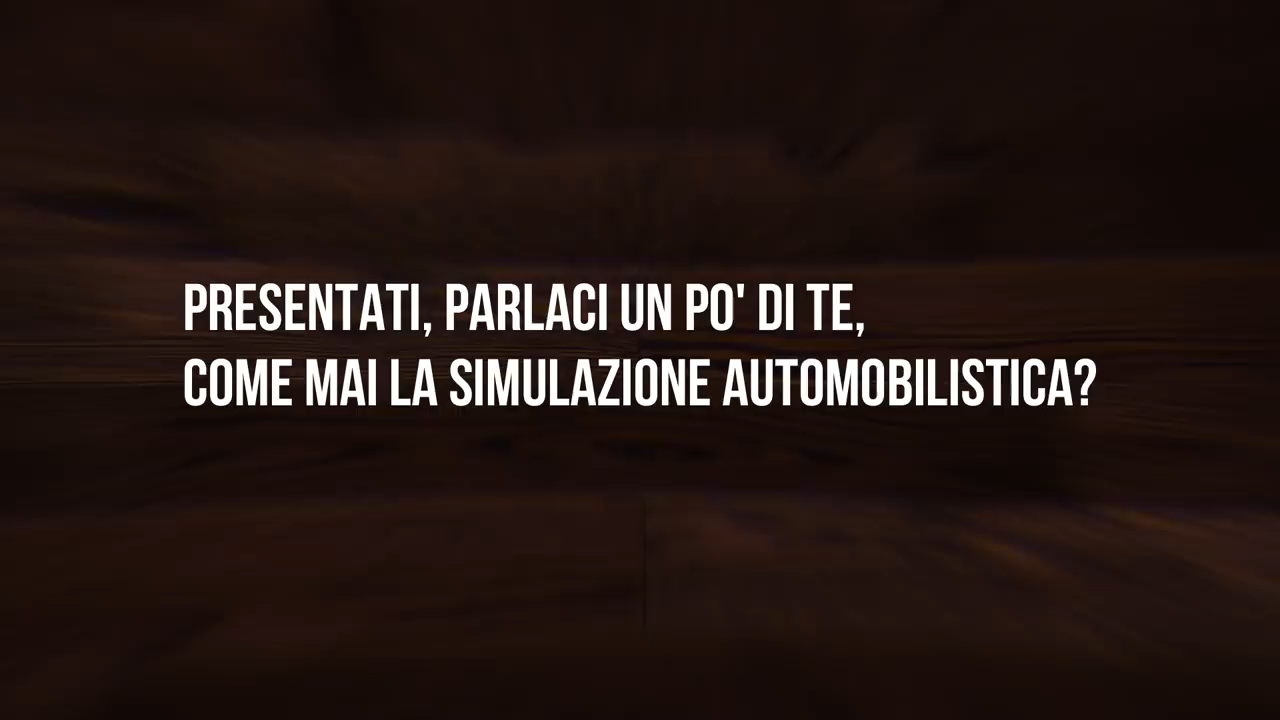 PRESENTATI, PARLACI UN PO' DI TE,
COME MAI LA SIMULAZIONE AUTOMOBILISTICA?